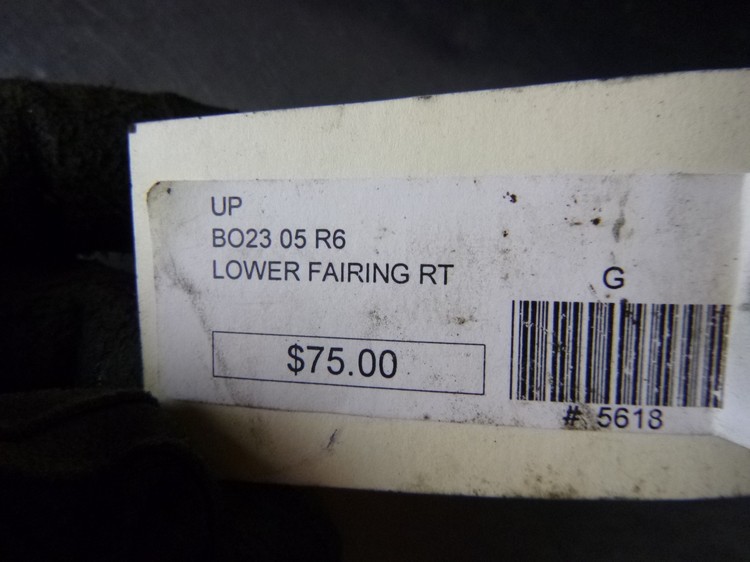 UP
BO23 05 R6
LOWER FAIRING RT
G
$75.00
# 5618